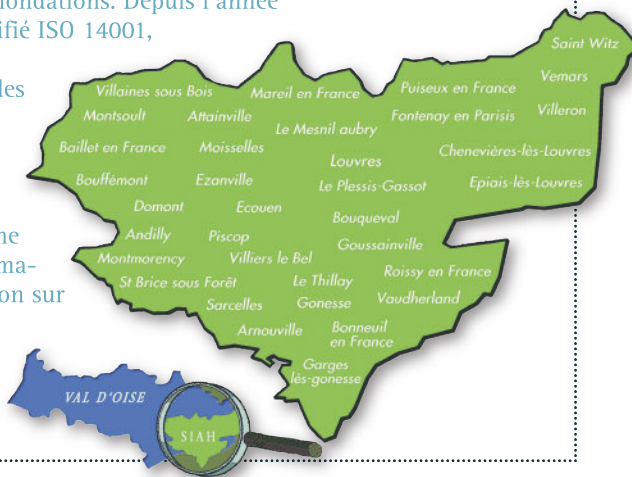 ondations. Depuis l'année
ifié ISO 14001,
les
ne
ma-
on sur
Saint Witz
Villaines sous Bois
Mareil en France
Puiseux en France
Vemars
Montsoult
Attainville
Le Mesnil aubry
Fontenay en Parisis
Villeron
Baillet en France
Moisselles
Louvres
Chenevières-lès-Louvres
Bouffémont
Ezanville
Le Plessis-Gassot
Epiais-lès-Louvres
Domont
Ecouen
Bouqueval
Andilly
Piscop
Goussainville
Montmorency
Villiers le Bel
Roissy en France
St Brice sous Forêt
Le Thillay
Sarcelles
Gonesse
Vaudherland
Arnouville
Bonneuil
en France
Garges
lès-gonesse
VAL D'OISE
SIAH